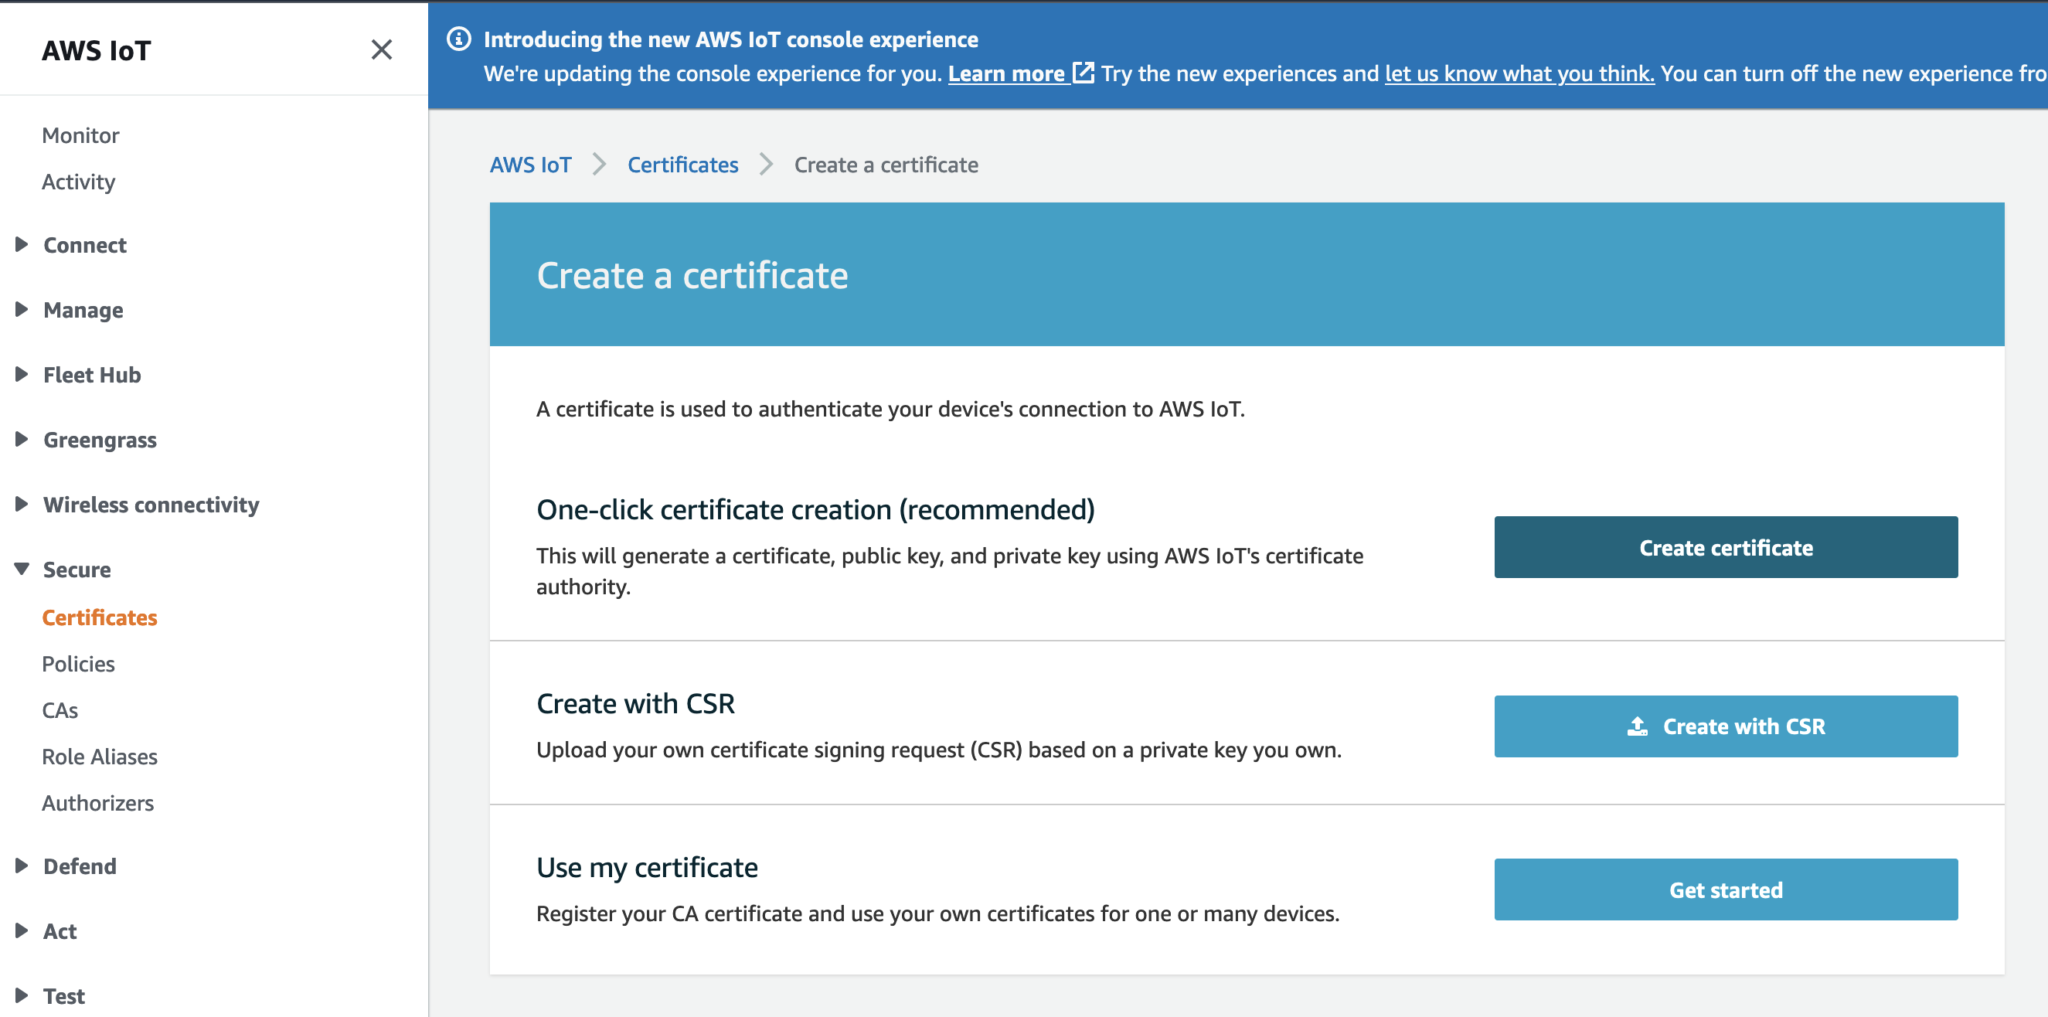 AWS IoT
Monitor
Activity
Connect
Manage
Fleet Hub
Greengrass
Wireless connectivity
Secure
Certificates
Policies
CAs
Role Aliases
Authorizers
Defend
Act
Test
Introducing the new AWS IoT console experience
We're updating the console experience for you. Learn more Try the new experiences and let us know what you think. You can turn off the new experience fro
AWS IoT > Certificates > Create a certificate
Create a certificate
A certificate is used to authenticate your device's connection to AWS IoT.
One-click certificate creation (recommended)
This will generate a certificate, public key, and private key using AWS IoT's certificate
authority.
Create certificate
Create with CSR
Upload your own certificate signing request (CSR) based on a private key you own.
Create with CSR
Use my certificate
Register your CA certificate and use your own certificates for one or many devices.
Get started